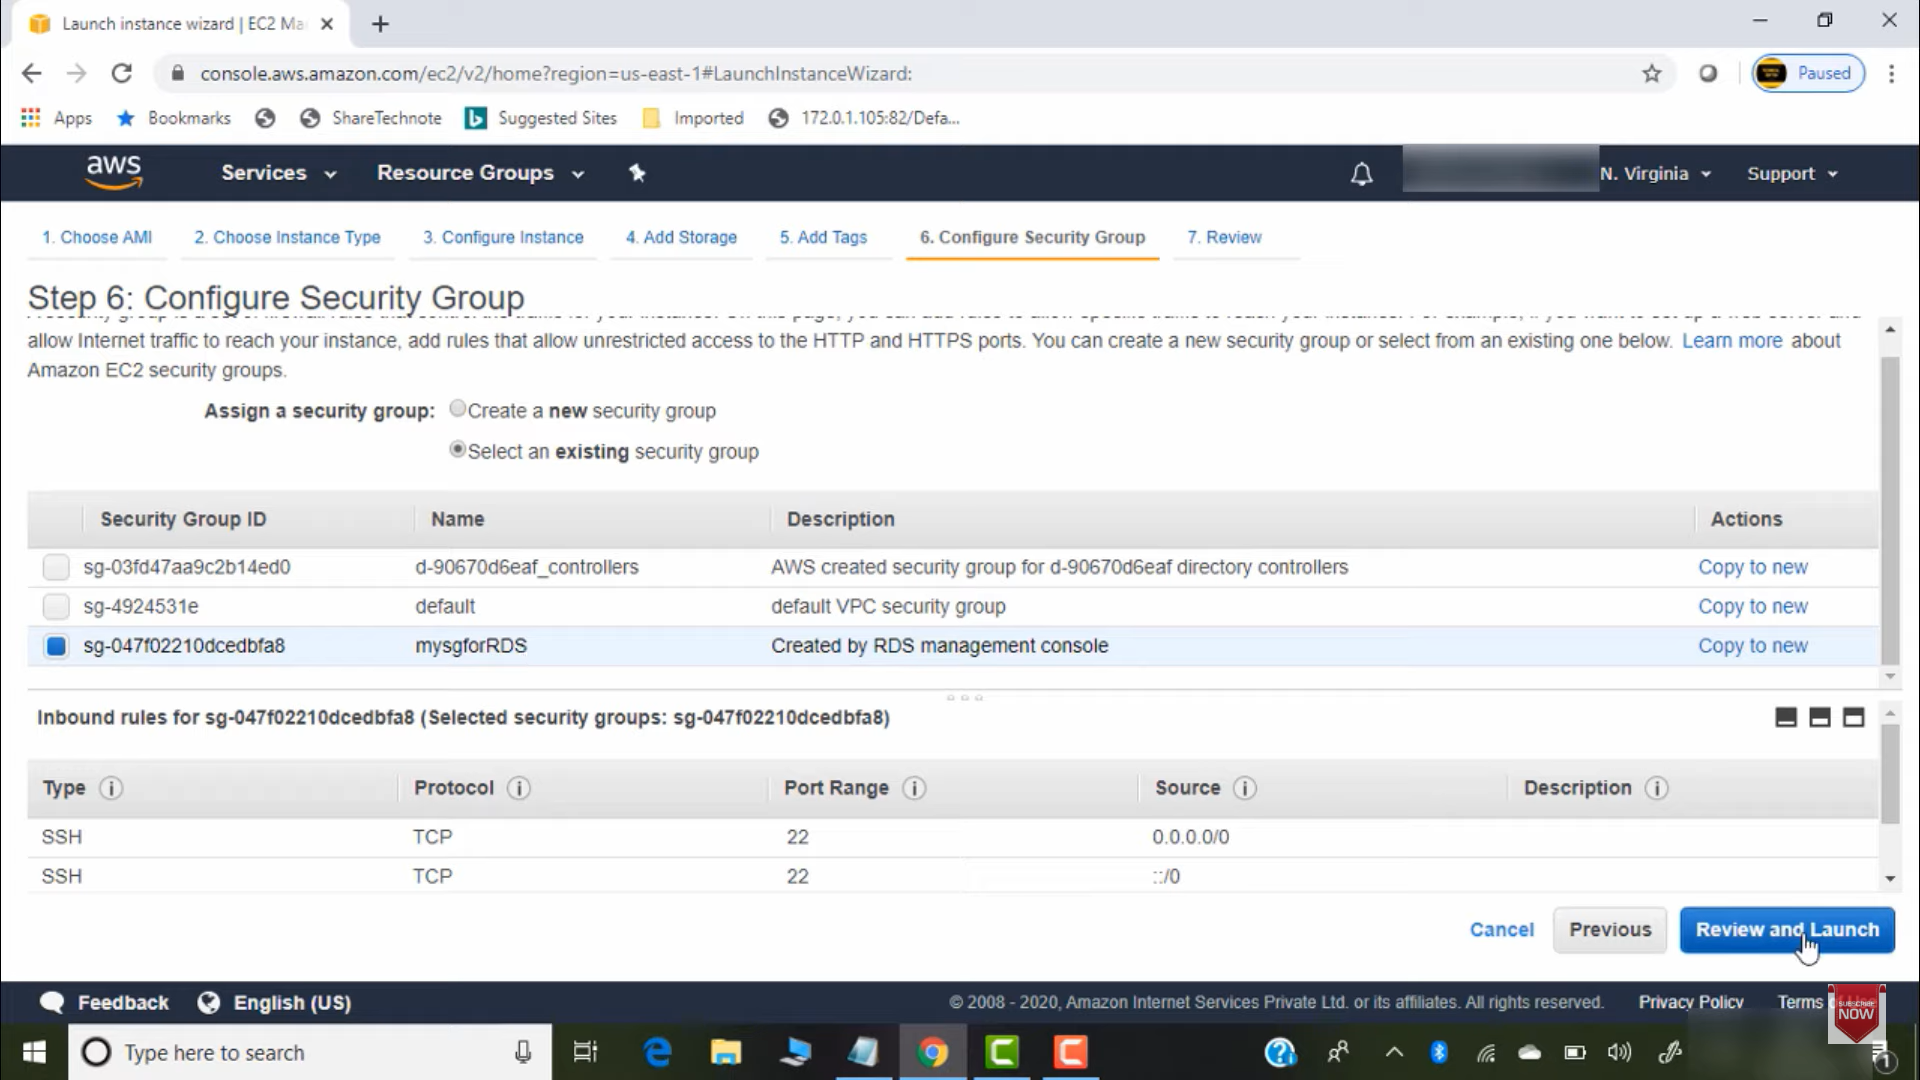 Launch instance wizard | EC2 Ma
console.aws.amazon.com/ec2/v2/home?region=us-east-1#LaunchInstanceWizard:
Paused
Apps Bookmarks ShareTechnote Suggested Sites Imported 172.0.1.105:82/Defa...
aws Services Resource Groups N. Virginia Support
1. Choose AMI 2. Choose Instance Type 3. Configure Instance 4. Add Storage 5. Add Tags 6. Configure Security Group 7. Review
Step 6: Configure Security Group
allow Internet traffic to reach your instance, add rules that allow unrestricted access to the HTTP and HTTPS ports. You can create a new security group or select from an existing one below. Learn more about
Amazon EC2 security groups.
Assign a security group: Create a new security group
Select an existing security group
Security Group ID Name Description Actions
sg-03fd47aa9c2b14ed0 d-90670d6eaf_controllers AWS created security group for d-90670d6eaf directory controllers Copy to new
sg-4924531e default default VPC security group Copy to new
sg-047f02210dcedbfa8 mysgforRDS Created by RDS management console Copy to new
Inbound rules for sg-047f02210dcedbfa8 (Selected security groups: sg-047f02210dcedbfa8)
Type i Protocol i Port Range i Source i Description i
SSH TCP 22 0.0.0.0/0
SSH TCP 22 ::/0
Cancel Previous Review and Launch
Feedback English (US) © 2008 - 2020, Amazon Internet Services Private Ltd. or its affiliates. All rights reserved. Privacy Policy Terms
SUBSCRIBE
NOW
Type here to search
1